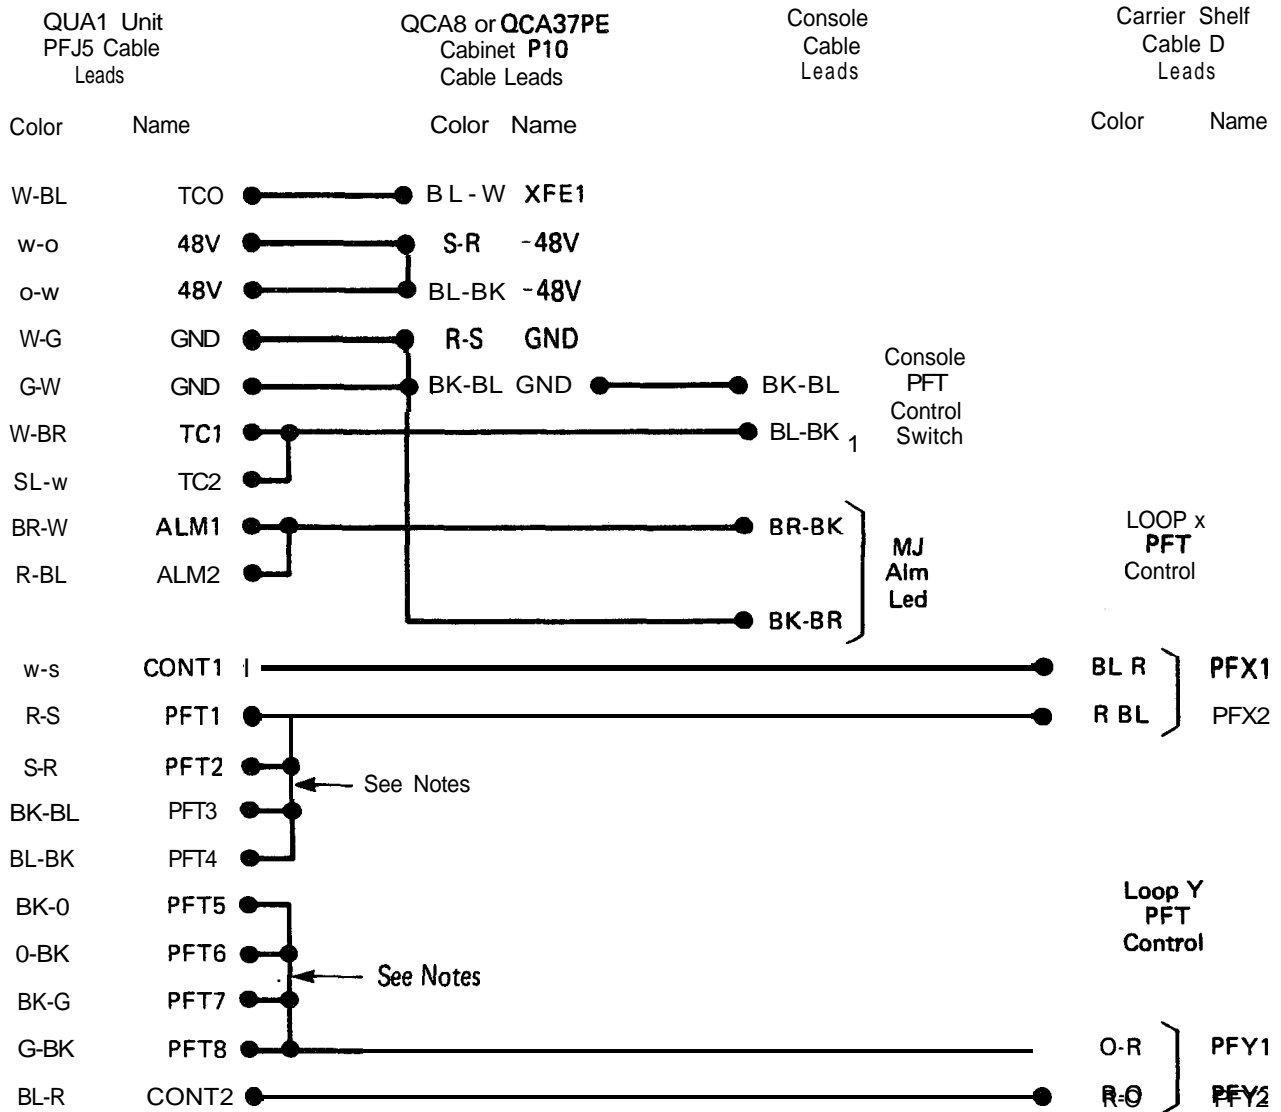 QUA1 Unit
PFJ5 Cable
Leads
QCA8 or QCA37PE
Cabinet P10
Cable Leads
Console
Cable
Leads
Carrier Shelf
Cable D
Leads
Color Name Color Name Color Name
W-BL TCO BL-W XFE1
w-o 48V S-R -48V
o-w 48V BL-BK -48V
W-G GND R-S GND
G-W GND BK-BL GND BK-BL
Console
PFT
Control
Switch
W-BR TC1 BL-BK 1
SL-w TC2
BR-W ALM1 BR-BK
R-BL ALM2
MJ
Alm
Led
BK-BR
LOOP x
PFT
Control
w-s CONT1 BL R PFX1
R-S PFT1 R BL PFX2
S-R PFT2
See Notes
BK-BL PFT3
BL-BK PFT4
Loop Y
PFT
Control
BK-0 PFT5
0-BK PFT6
See Notes
BK-G PFT7
G-BK PFT8 O-R PFY1
BL-R CONT2 R-O PFY2